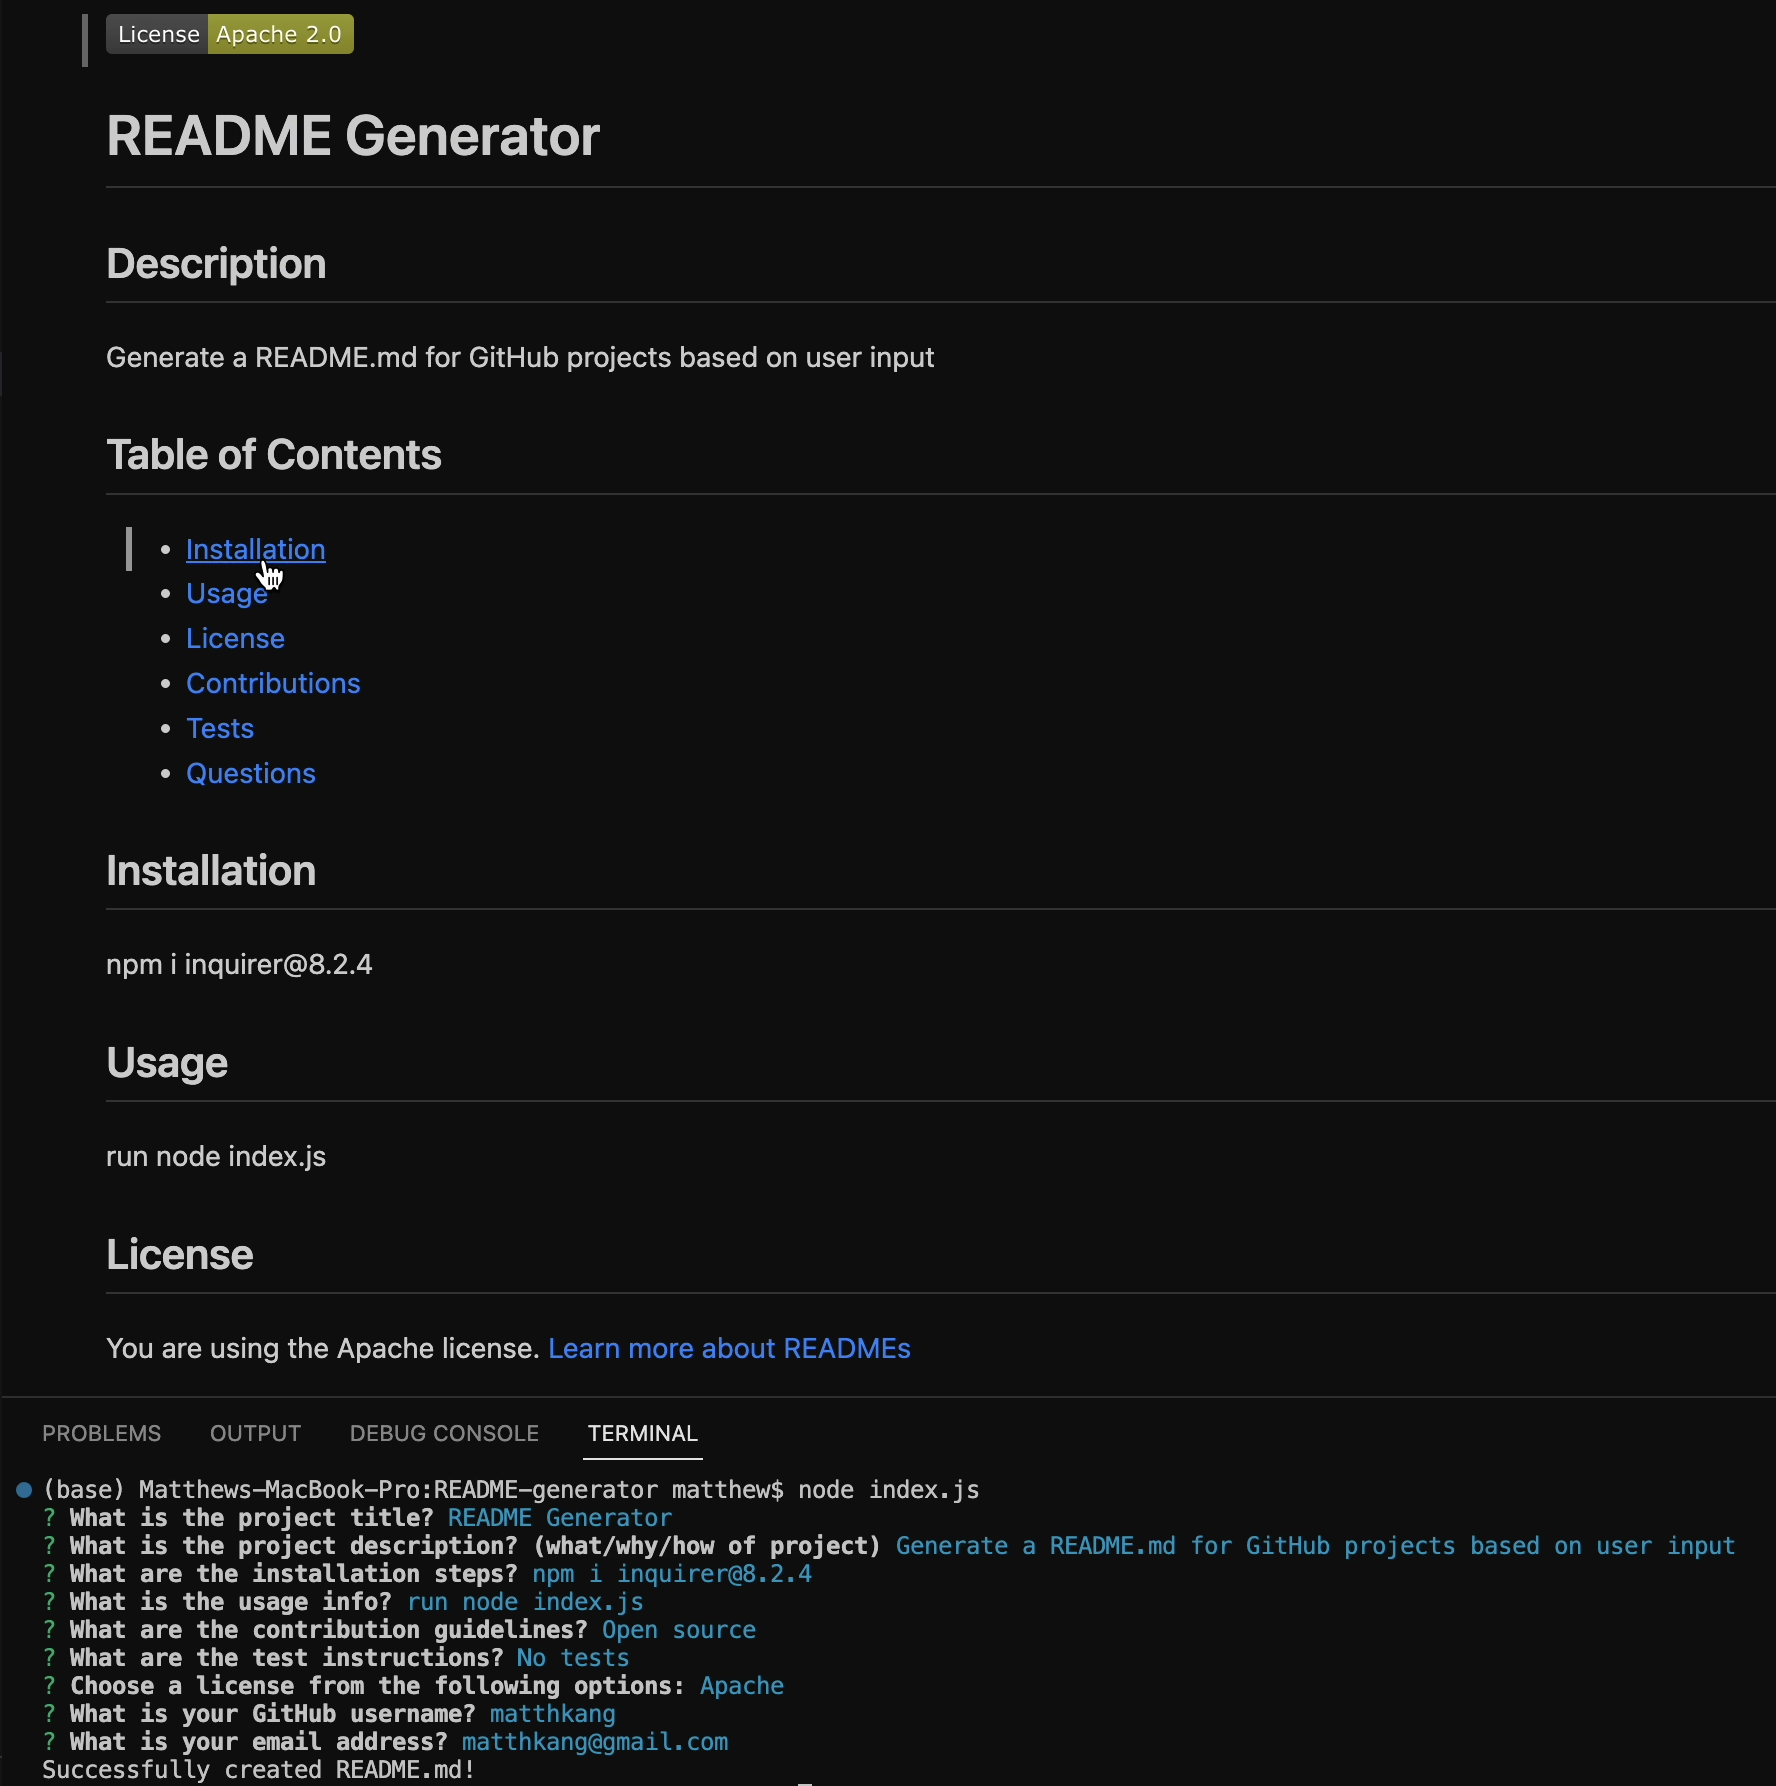 License Apache 2.0
README Generator
Description
Generate a README.md for GitHub projects based on user input
Table of Contents
• Installation
• Usage
• License
• Contributions
• Tests
• Questions
Installation
npm i inquirer@8.2.4
Usage
run node index.js
License
You are using the Apache license. Learn more about READMEs
PROBLEMS OUTPUT DEBUG CONSOLE TERMINAL
(base) Matthews-MacBook-Pro:README-generator matthew$ node index.js
? What is the project title? README Generator
? What is the project description? (what/why/how of project) Generate a README.md for GitHub projects based on user input
? What are the installation steps? npm i inquirer@8.2.4
? What is the usage info? run node index.js
? What are the contribution guidelines? Open source
? What are the test instructions? No tests
? Choose a license from the following options: Apache
? What is your GitHub username? matthkang
? What is your email address? matthkang@gmail.com
Successfully created README.md!